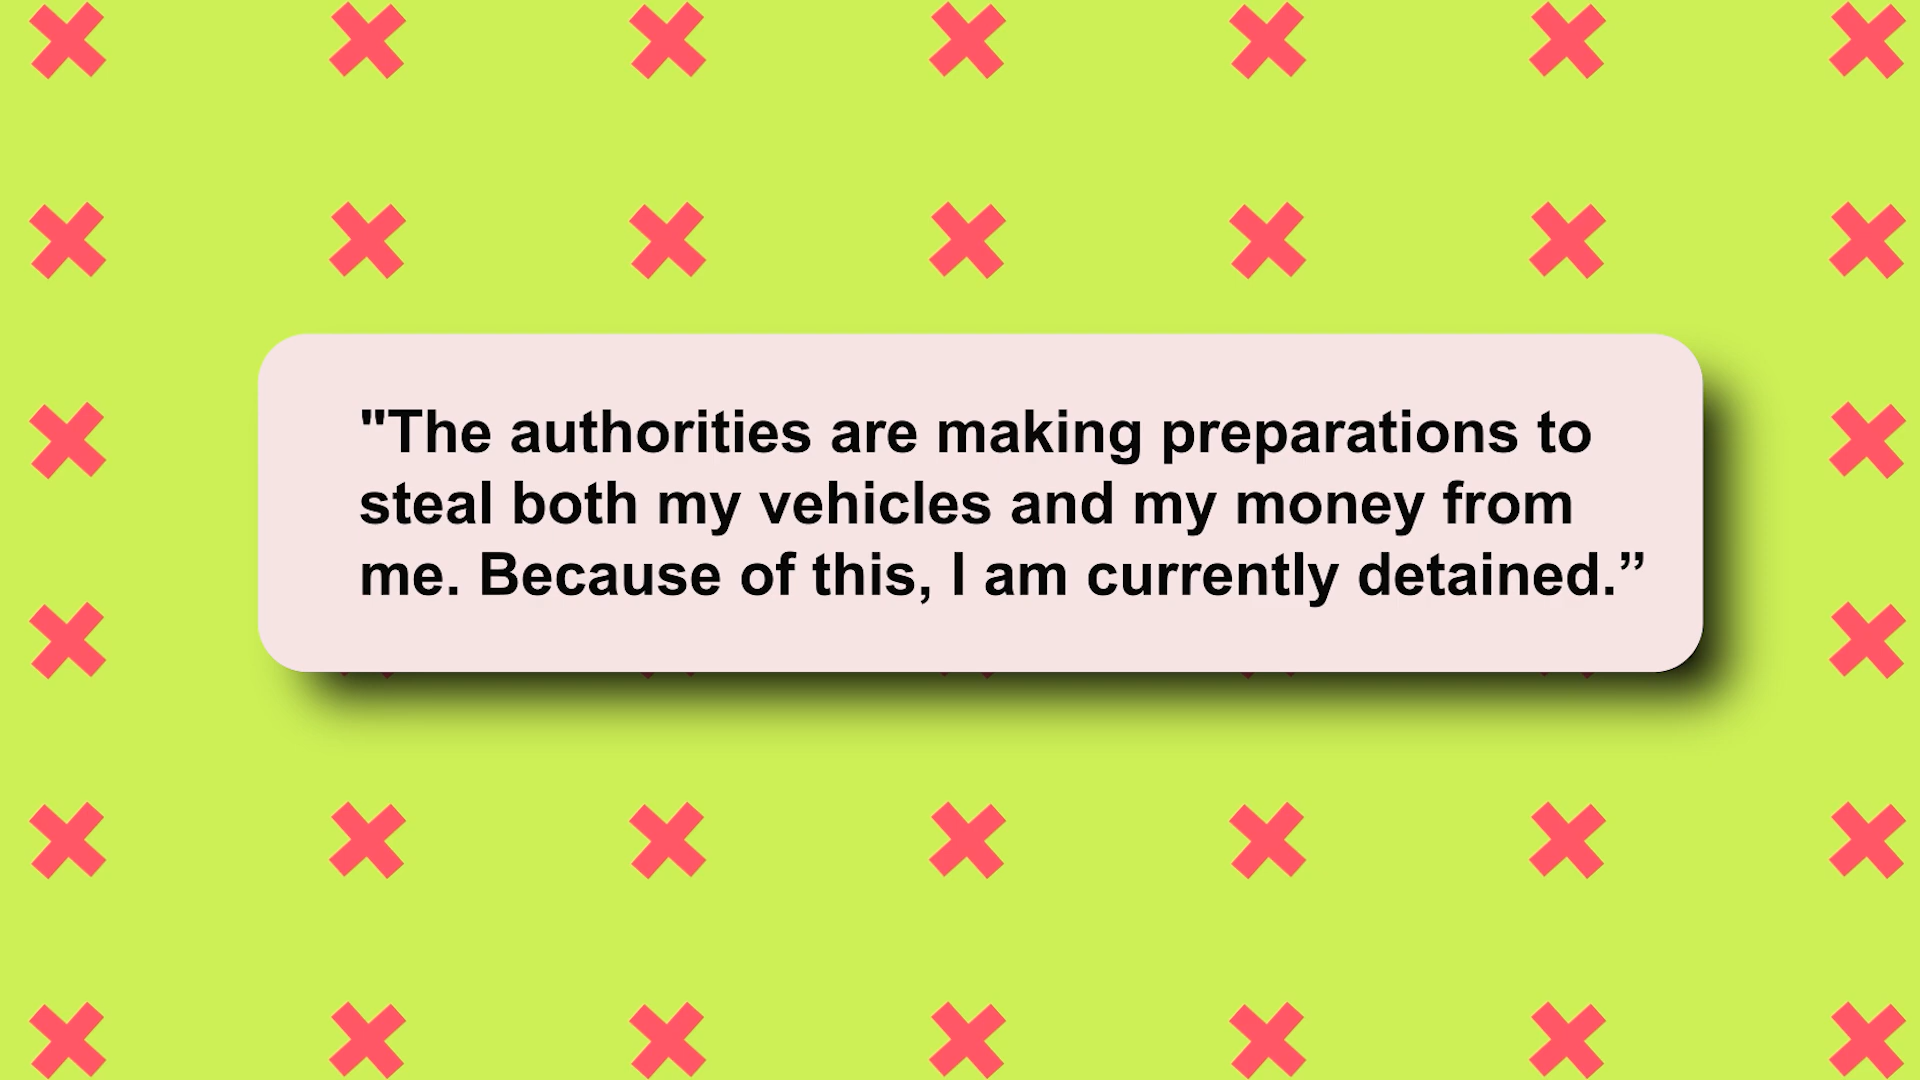 "The authorities are making preparations to
steal both my vehicles and my money from
me. Because of this, I am currently detained.”